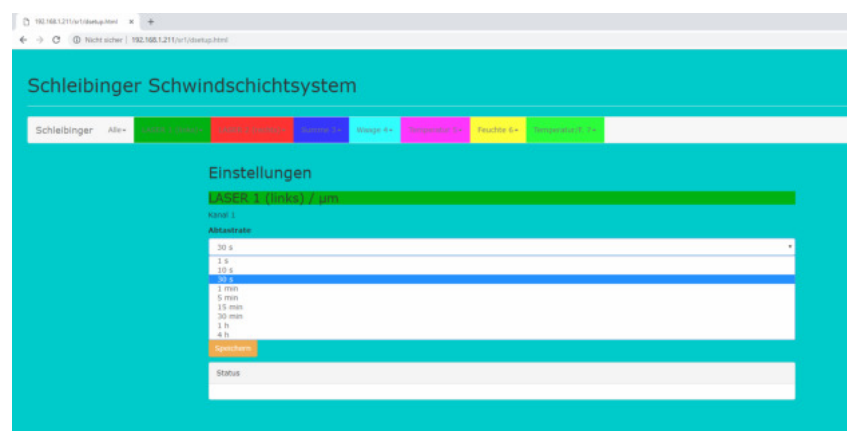 192.168.1.211/sr1/dsetup.html
Nicht sicher | 192.168.1.211/sr1/dsetup.html
Schleibinger Schwindschichtsystem
Schleibinger Alle Summe 3 Waage 4 Feuchte 6 Temperatur/F. 7
Einstellungen
LASER 1 (links) / µm
Kanal 1
Abtastrate
30 s
1 s
10 s
30 s
1 min
5 min
15 min
30 min
1 h
4 h
Speichern
Status